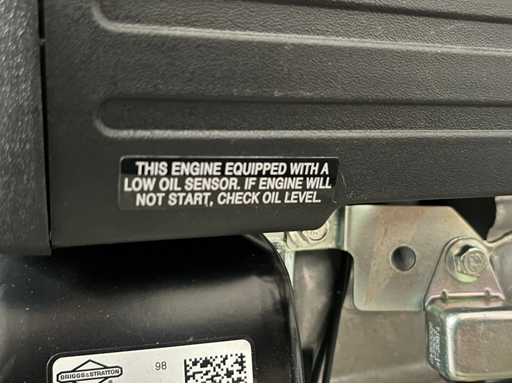 THIS ENGINE EQUIPPED WITH A
LOW OIL SENSOR. IF ENGINE WILL
NOT START, CHECK OIL LEVEL.
98
BRIGGS & STRATTON